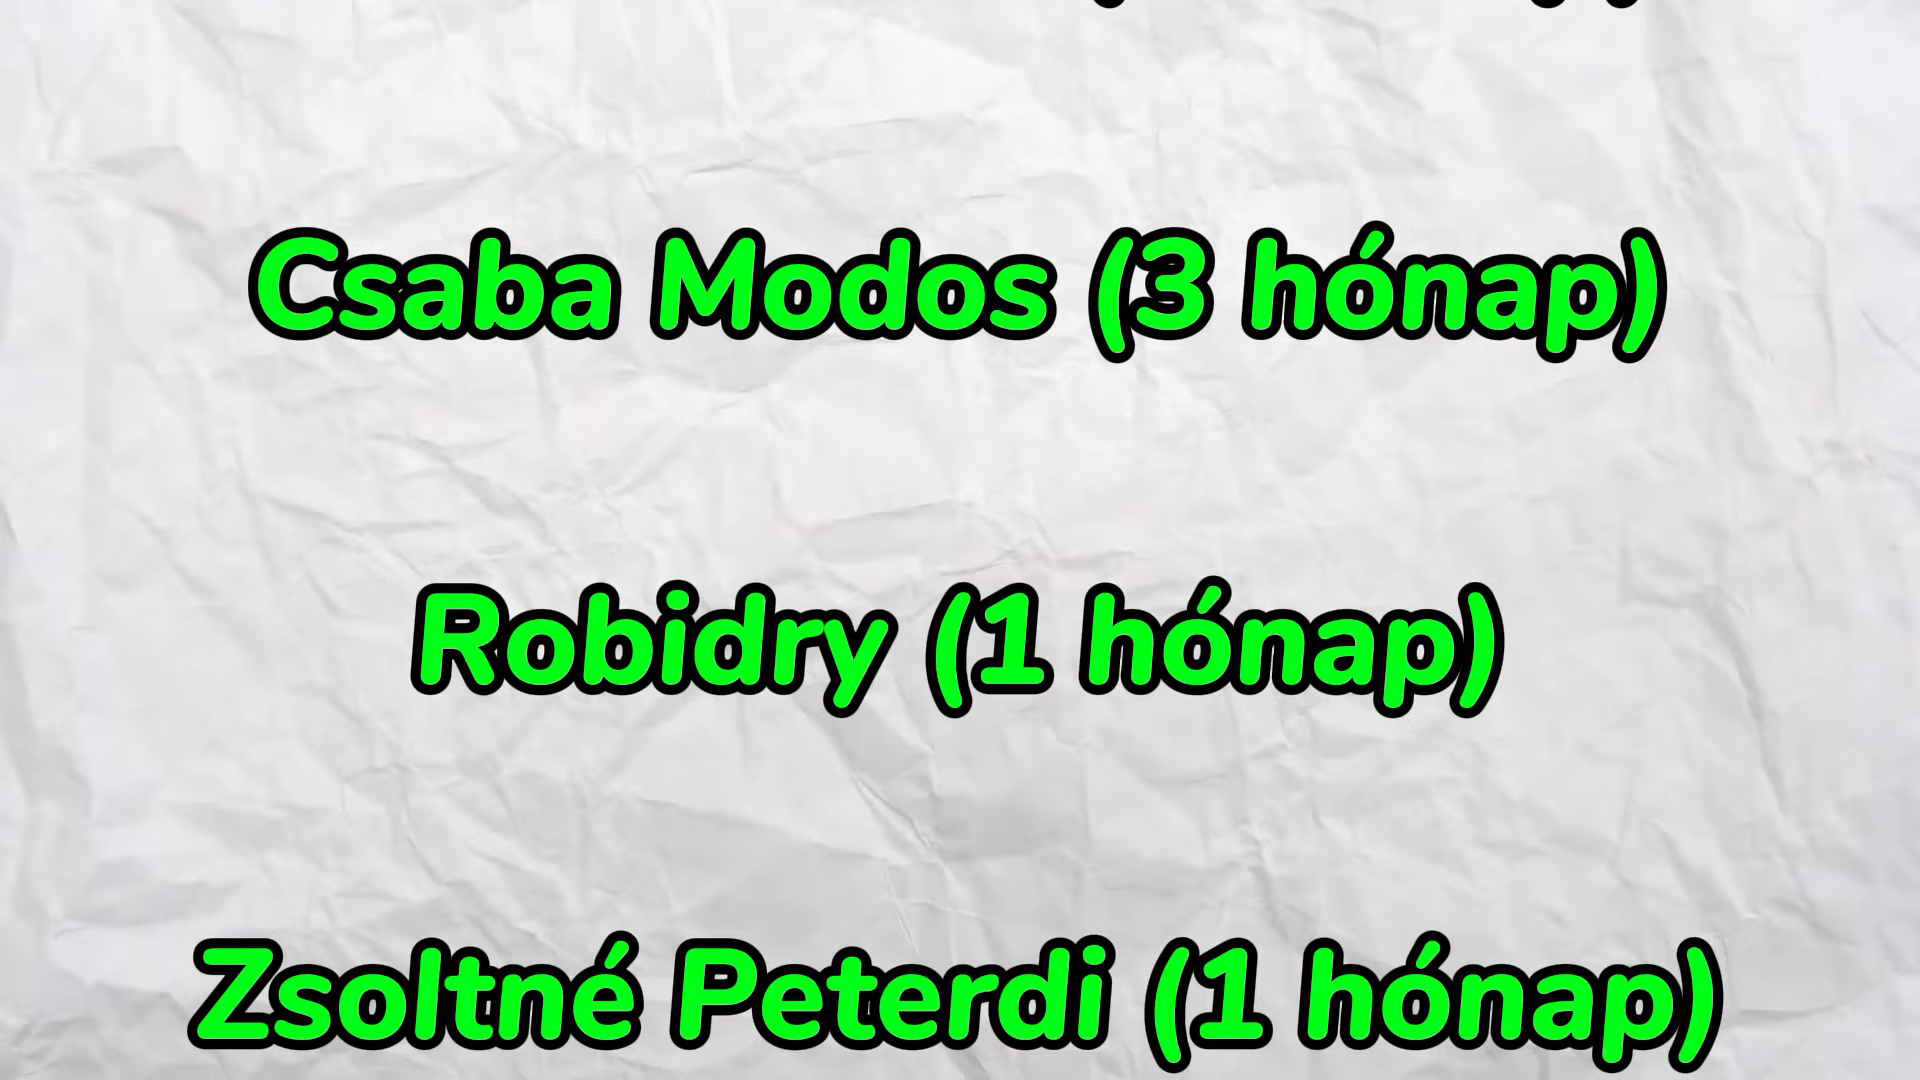 Csaba Modos (3 hónap)
Robidry (1 hónap)
Zsoltné Peterdi (1 hónap)